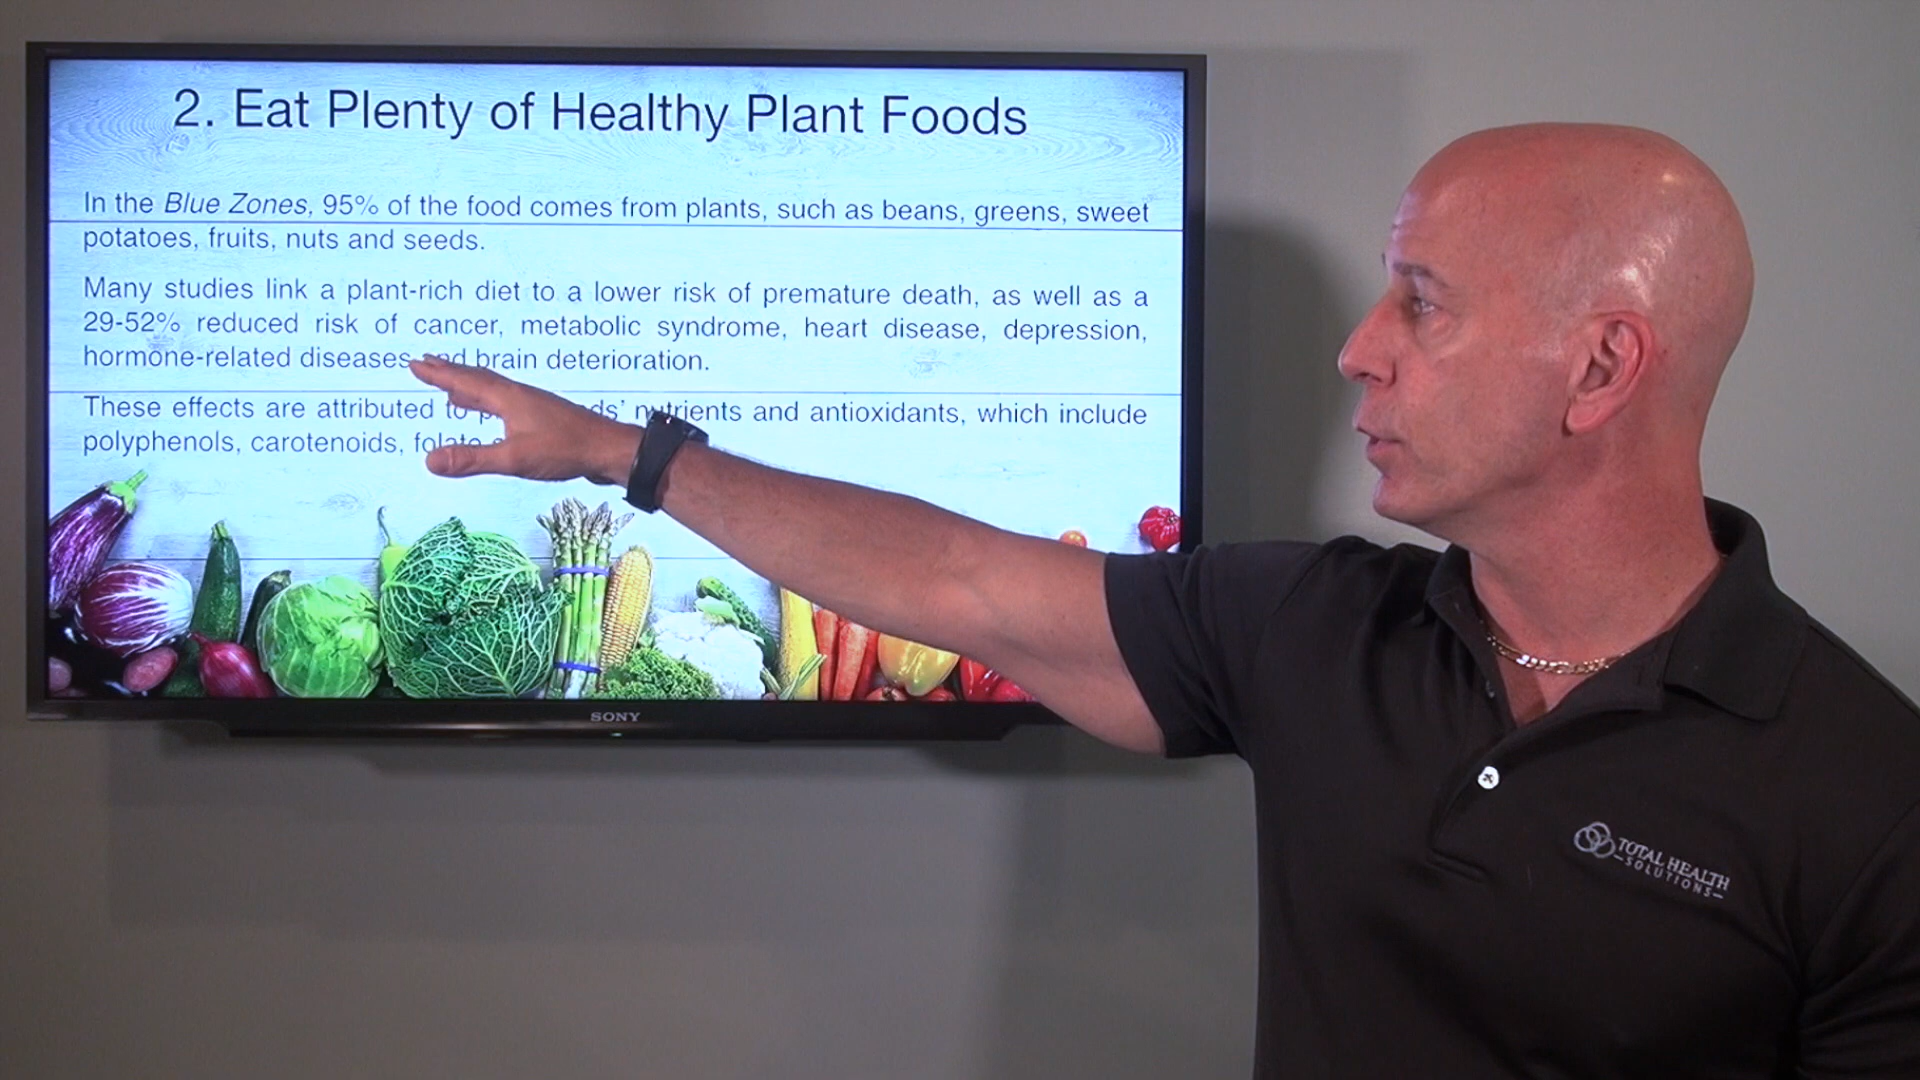 2. Eat Plenty of Healthy Plant Foods
In the Blue Zones, 95% of the food comes from plants, such as beans, greens, sweet
potatoes, fruits, nuts and seeds.
Many studies link a plant-rich diet to a lower risk of premature death, as well as a
29-52% reduced risk of cancer, metabolic syndrome, heart disease, depression,
hormone-related diseases and brain deterioration.
These effects are attributed to nutrients and antioxidants, which include
polyphenols, carotenoids, folate
SONY
TOTAL HEALTH
-SOLUTIONS-